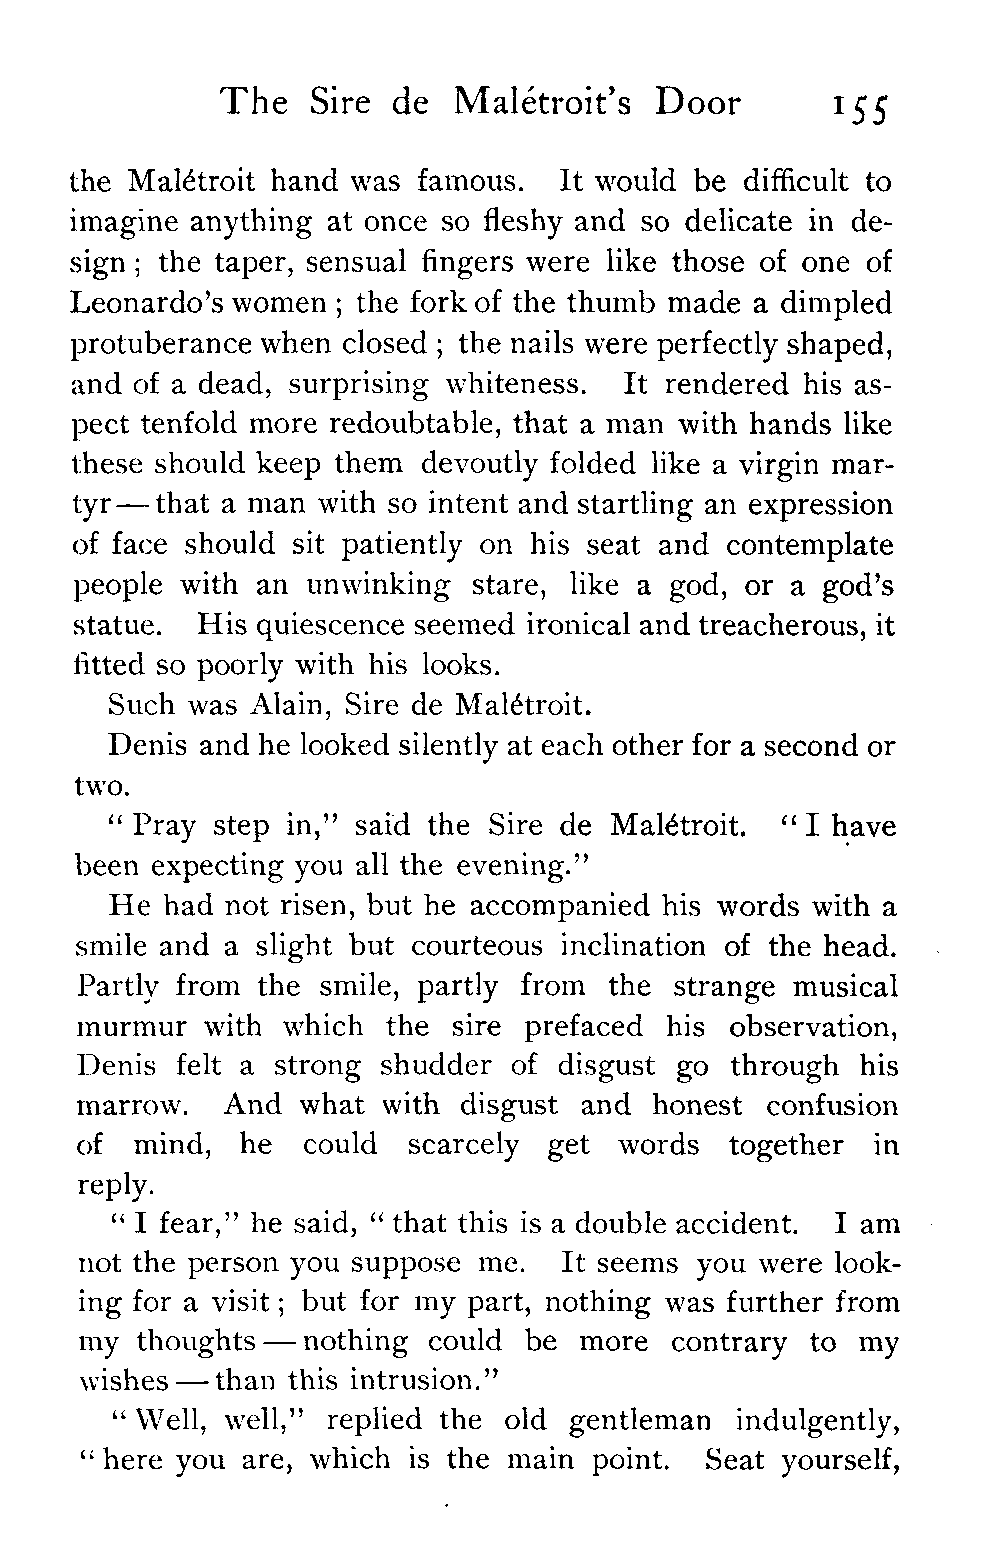 The Sire de Malétroit's Door 155
the Malétroit hand was famous. It would be difficult to
imagine anything at once so fleshy and so delicate in de-
sign ; the taper, sensual fingers were like those of one of
Leonardo's women ; the fork of the thumb made a dimpled
protuberance when closed ; the nails were perfectly shaped,
and of a dead, surprising whiteness. It rendered his as-
pect tenfold more redoubtable, that a man with hands like
these should keep them devoutly folded like a virgin mar-
tyr — that a man with so intent and startling an expression
of face should sit patiently on his seat and contemplate
people with an unwinking stare, like a god, or a god's
statue. His quiescence seemed ironical and treacherous, it
fitted so poorly with his looks.
Such was Alain, Sire de Malétroit.
Denis and he looked silently at each other for a second or
two.
“ Pray step in,” said the Sire de Malétroit. “ I have
been expecting you all the evening.”
He had not risen, but he accompanied his words with a
smile and a slight but courteous inclination of the head.
Partly from the smile, partly from the strange musical
murmur with which the sire prefaced his observation,
Denis felt a strong shudder of disgust go through his
marrow. And what with disgust and honest confusion
of mind, he could scarcely get words together in
reply.
“ I fear,” he said, “ that this is a double accident. I am
not the person you suppose me. It seems you were look-
ing for a visit ; but for my part, nothing was further from
my thoughts — nothing could be more contrary to my
wishes — than this intrusion.”
“ Well, well,” replied the old gentleman indulgently,
“ here you are, which is the main point. Seat yourself,